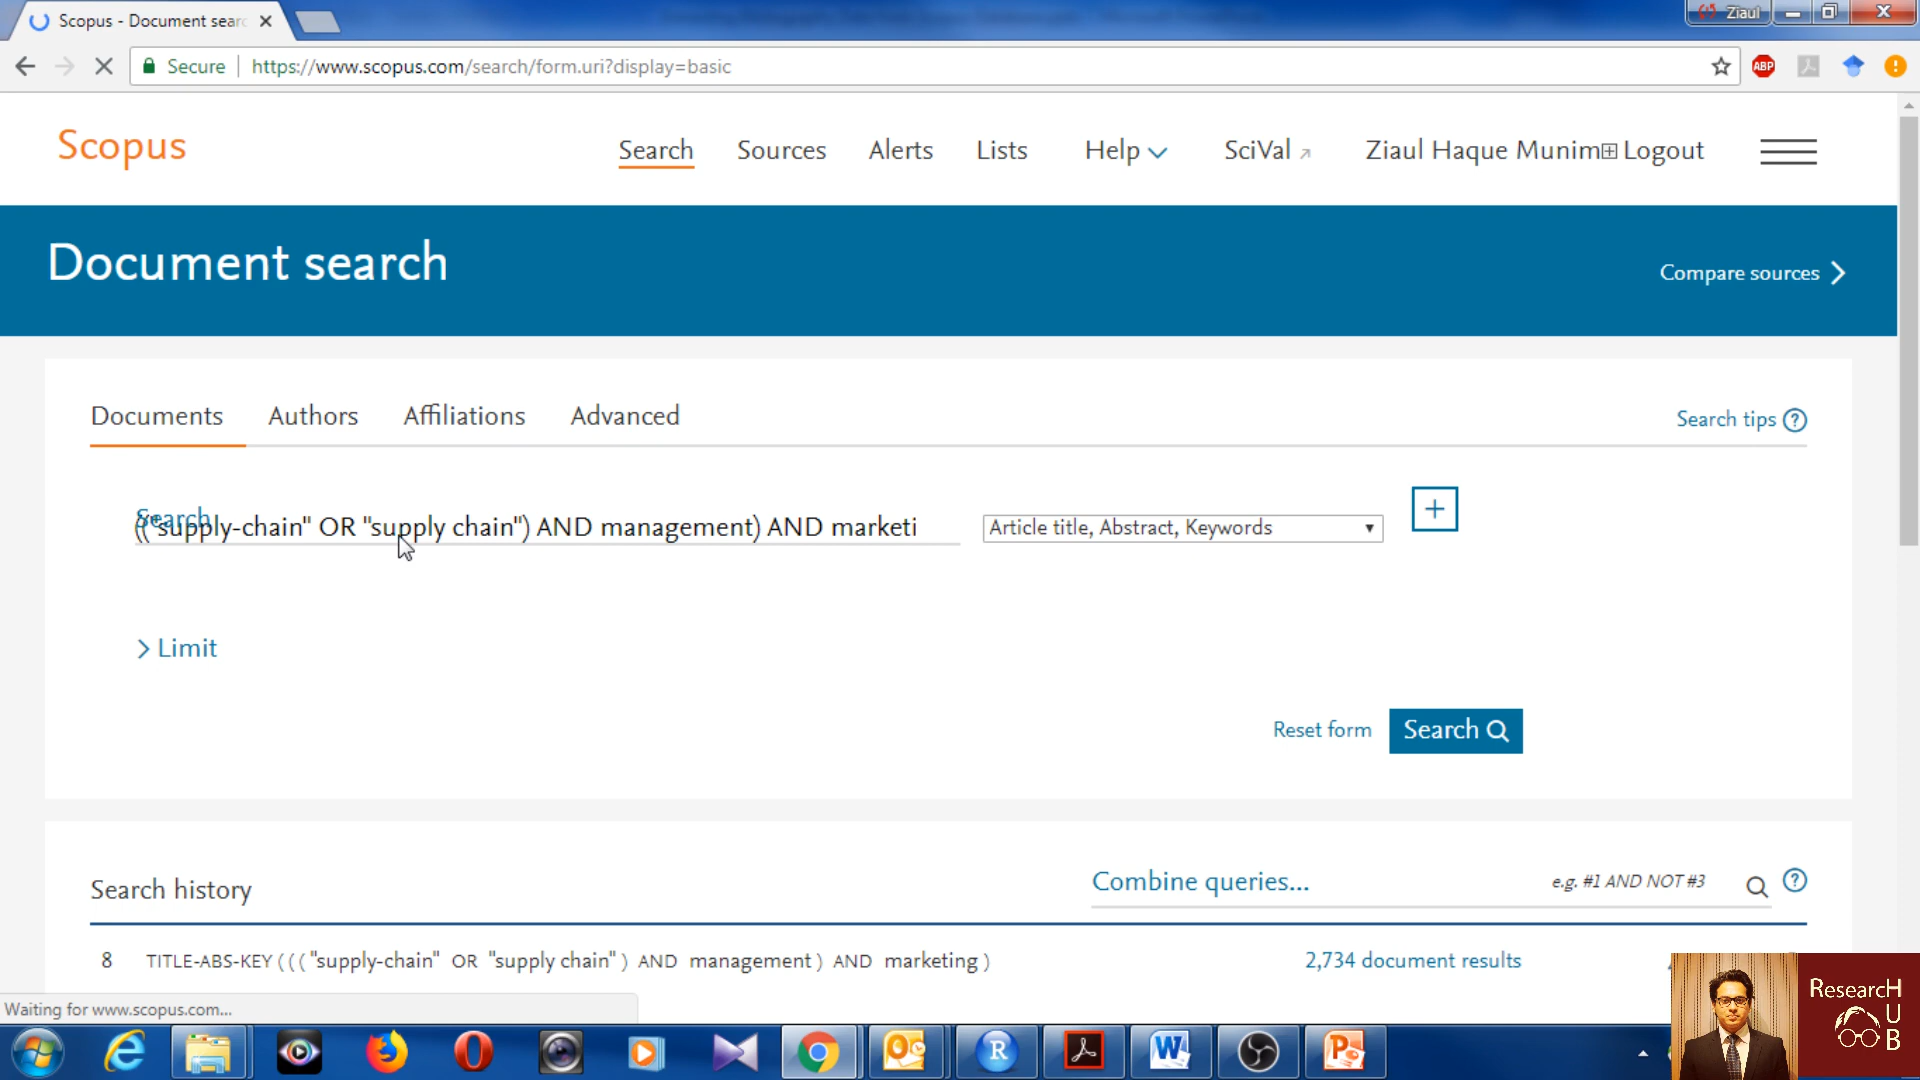 Scopus - Document sear
Ziaul
Secure
https://www.scopus.com/search/form.uri?display=basic
ABP
Scopus
Search
Sources
Alerts
Lists
Help
SciVal
Ziaul Haque Munim
Logout
Document search
Compare sources
Documents
Authors
Affiliations
Advanced
Search tips
Search
(("supply-chain" OR "supply chain") AND management) AND marketi
Article title, Abstract, Keywords
Limit
Reset form
Search
Search history
Combine queries...
e.g. #1 AND NOT #3
8 TITLE-ABS-KEY ( ( ( "supply-chain" OR "supply chain" ) AND management ) AND marketing )
2,734 document results
Waiting for www.scopus.com...
ResearcH
U
B